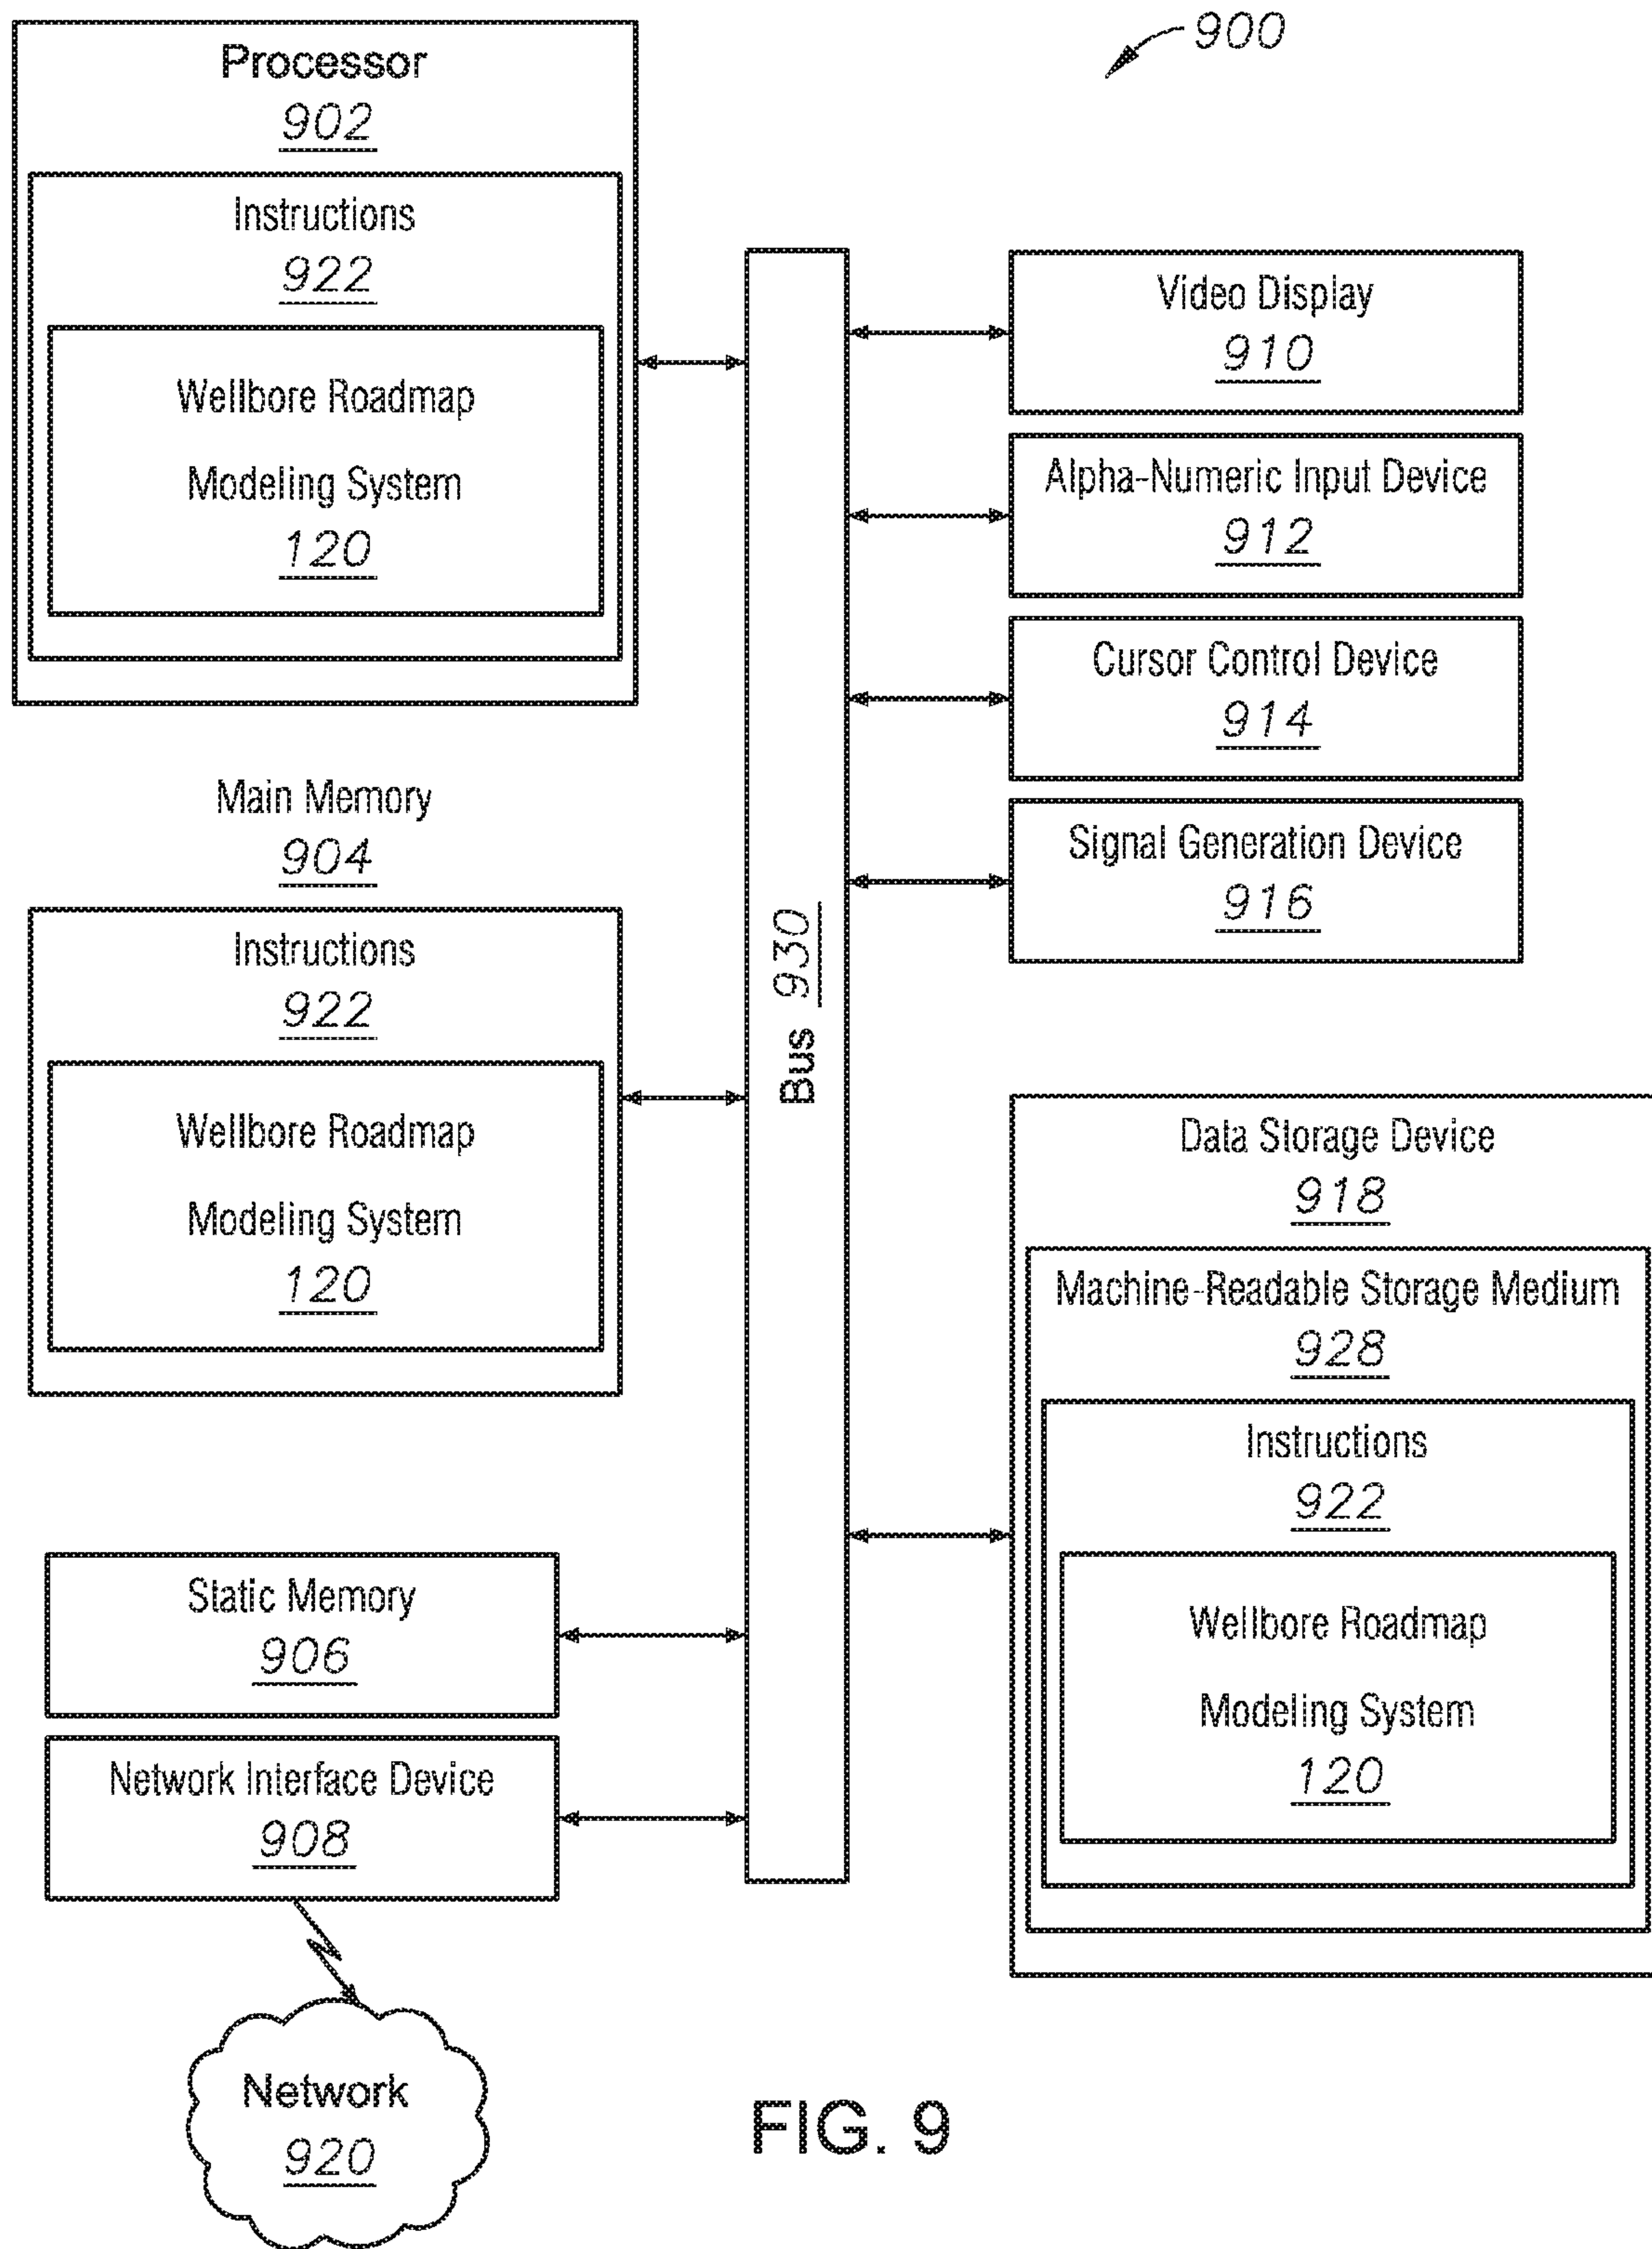 900
Processor
902
Instructions
922
Wellbore Roadmap
Modeling System
120
Main Memory
904
Instructions
922
Wellbore Roadmap
Modeling System
120
Static Memory
906
Network Interface Device
908
Network
920
Bus 930
Video Display
910
Alpha-Numeric Input Device
912
Cursor Control Device
914
Signal Generation Device
916
Data Storage Device
918
Machine-Readable Storage Medium
928
Instructions
922
Wellbore Roadmap
Modeling System
120
FIG. 9